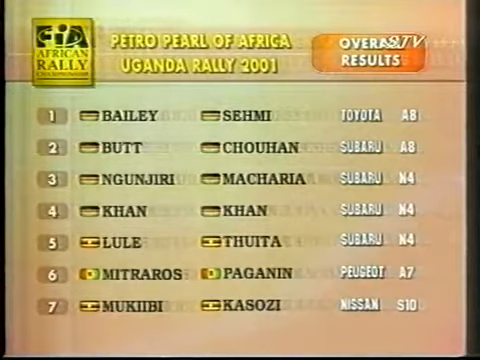 FIA
AFRICAN
RALLY
CHAMPIONSHIP
PETRO PEARL OF AFRICA
UGANDA RALLY 2001
OVERALL
RESULTS
STV
1 BAILEY SEHMI TOYOTA A8
2 BUTT CHOUHAN SUBARU A8
3 NGUNJIRI MACHARIA SUBARU N4
4 KHAN KHAN SUBARU N4
5 LULE THUITA SUBARU N4
6 MITRAROS PAGANIN PEUGEOT A7
7 MUKIIBI KASOZI NISSAN S10